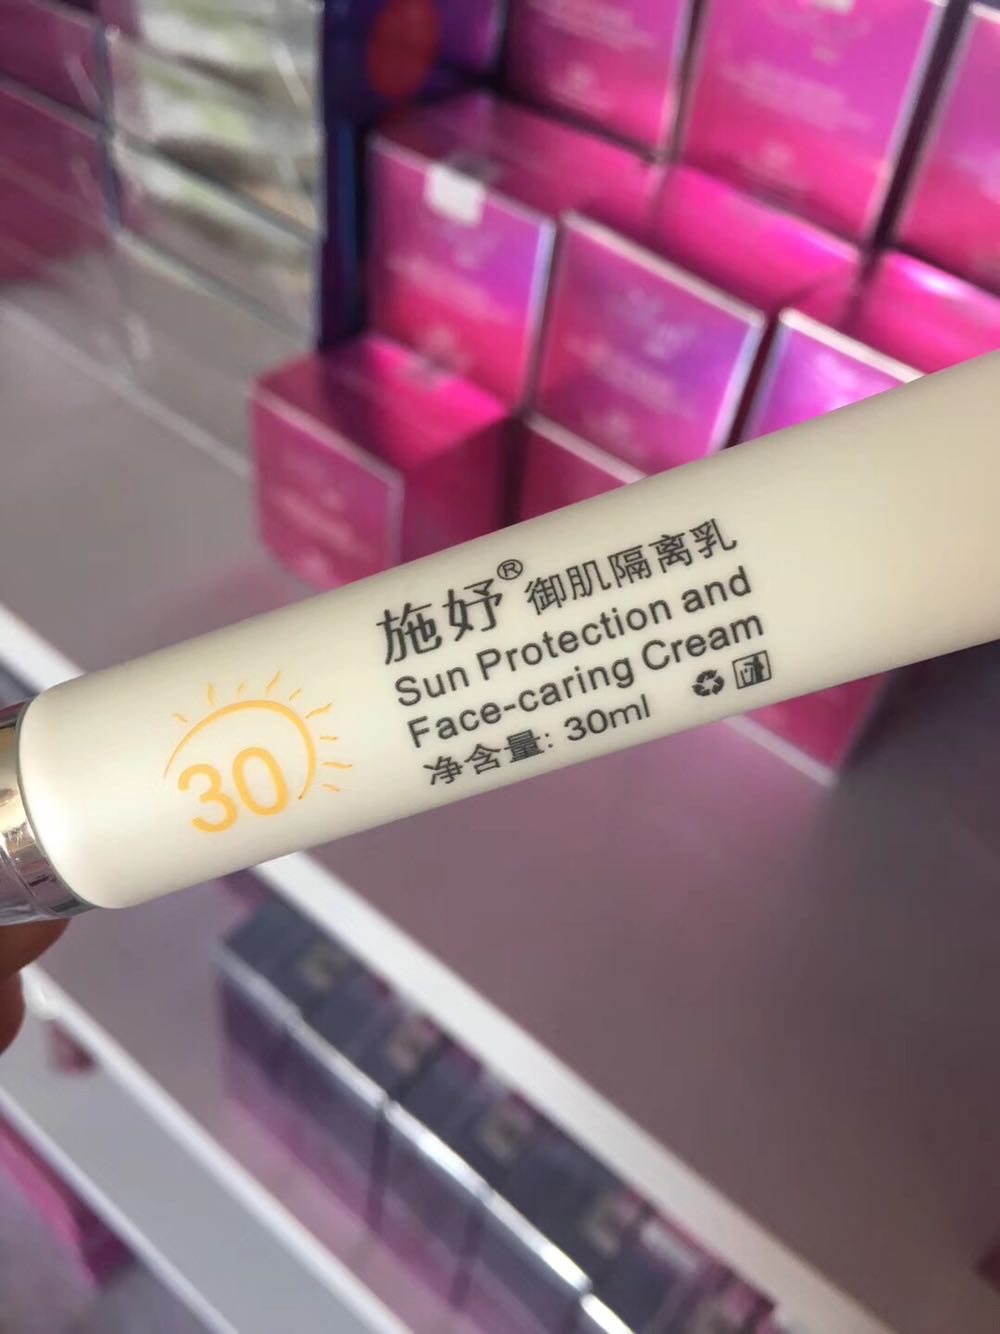 30
施妤® 御肌隔离乳
Sun Protection and
Face-caring Cream
净含量: 30ml